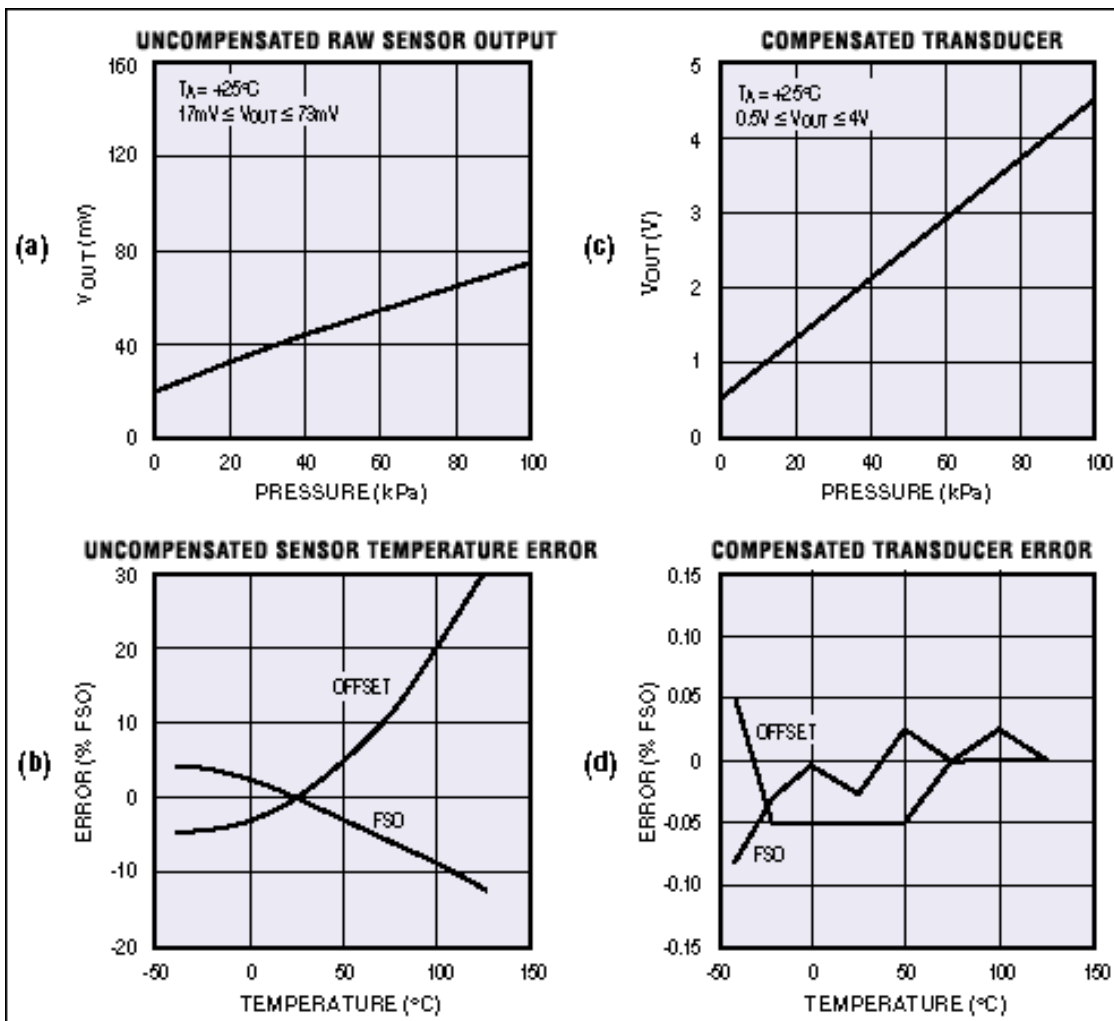 UNCOMPENSATED RAW SENSOR OUTPUT
160
120
80
40
0
TA = +25°C
17mV ≤ VOUT ≤ 73mV
(a)
VOUT (mV)
0 20 40 60 80 100
PRESSURE (kPa)
COMPENSATED TRANSDUCER
5
4
3
2
1
0
TA = +25°C
0.5V ≤ VOUT ≤ 4V
(c)
VOUT (V)
0 20 40 60 80 100
PRESSURE (kPa)
UNCOMPENSATED SENSOR TEMPERATURE ERROR
30
20
10
0
-10
-20
OFFSET
FSO
(b)
ERROR (% FSO)
-50 0 50 100 150
TEMPERATURE (°C)
COMPENSATED TRANSDUCER ERROR
0.15
0.10
0.05
0
-0.05
-0.10
-0.15
OFFSET
FSO
(d)
ERROR (% FSO)
-50 0 50 100 150
TEMPERATURE (°C)